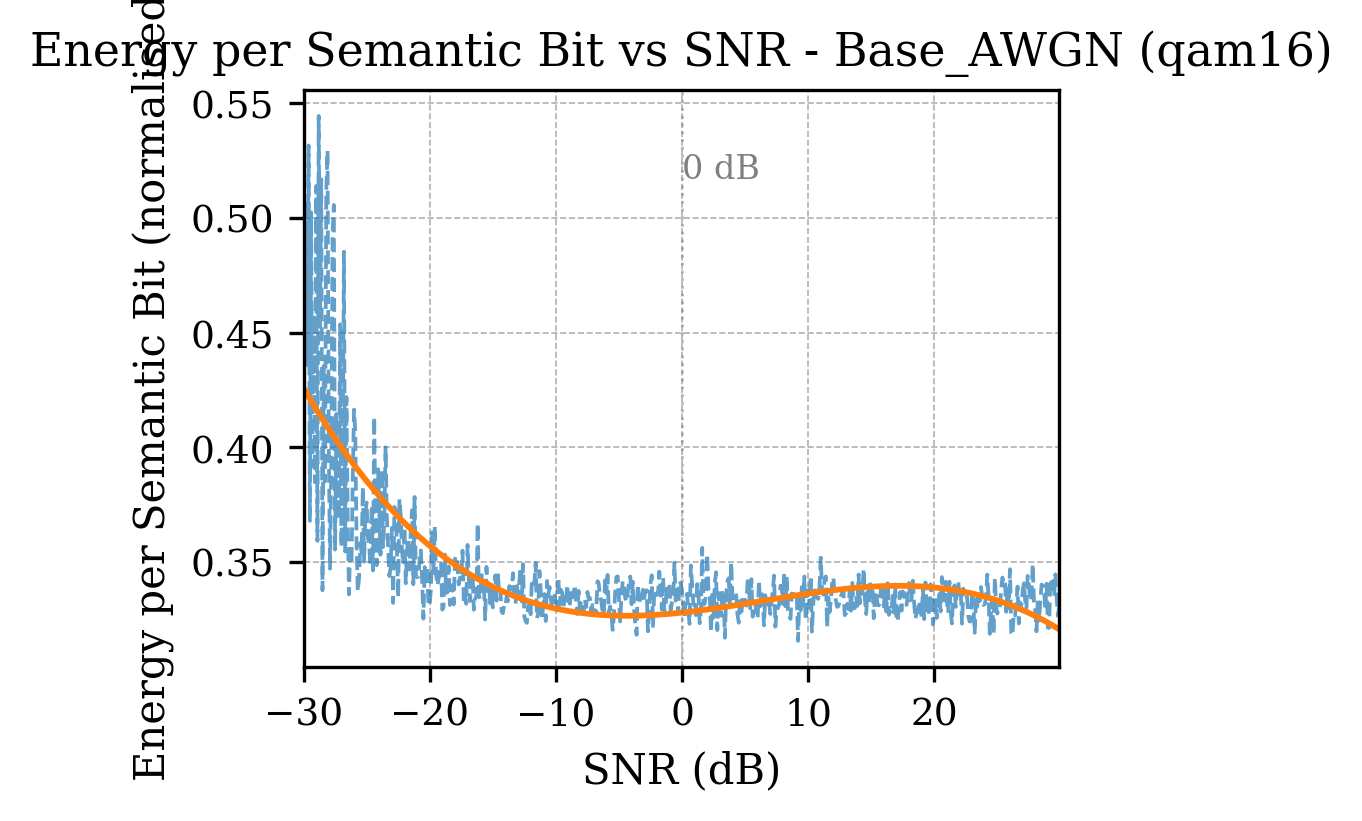 Energy per Semantic Bit vs SNR - Base_AWGN (qam16)
Energy per Semantic Bit (normalised
0.55
0.50
0.45
0.40
0.35
0 dB
−30
−20
−10
0
10
20
SNR (dB)